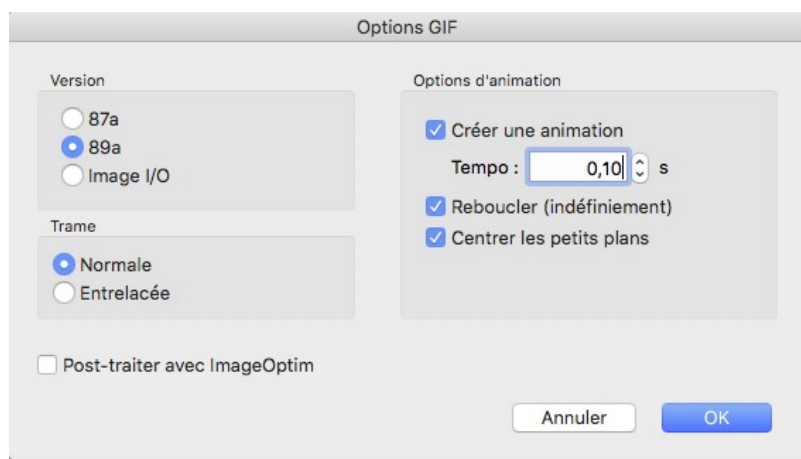 Options GIF
Version
87a
89a
Image I/O
Trame
Normale
Entrelacée
Post-traiter avec ImageOptim
Options d'animation
Créer une animation
Tempo : 0,10 s
Reboucler (indéfiniment)
Centrer les petits plans
Annuler OK